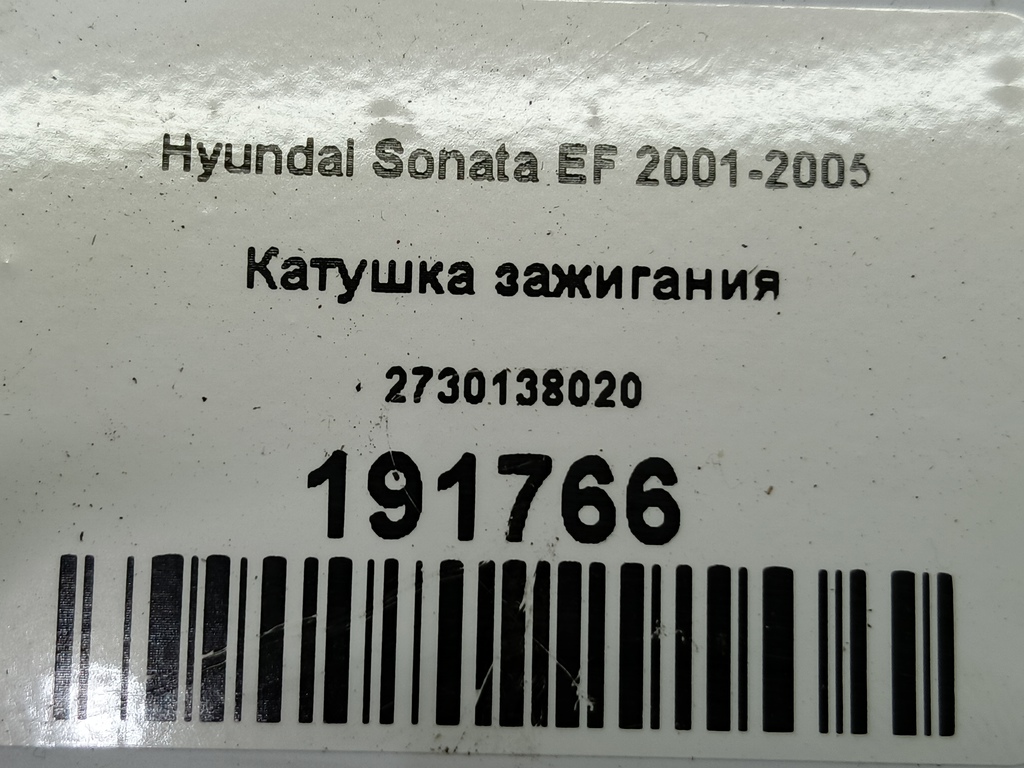 Hyundai Sonata EF 2001-2005
Катушка зажигания
2730138020
191766